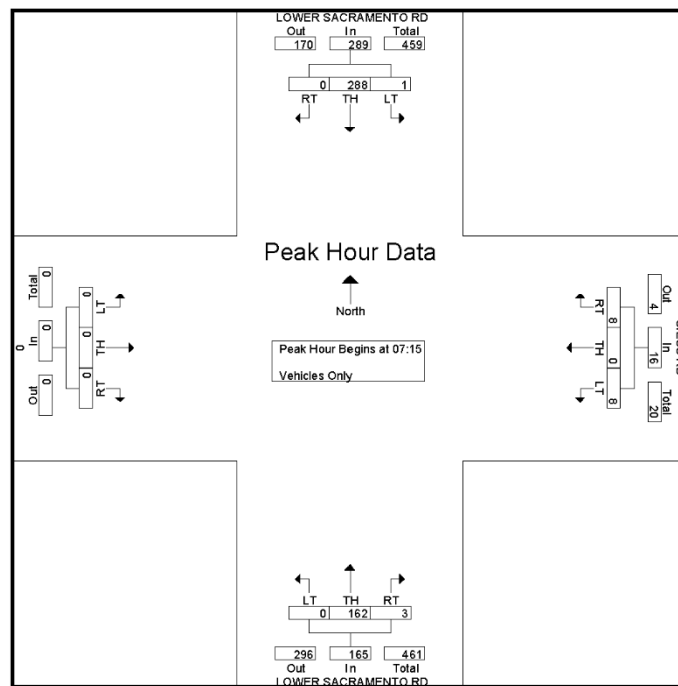 LOWER SACRAMENTO RD
Out In Total
170 289 459
0 288 1
RT TH LT
Peak Hour Data
North
Peak Hour Begins at 07:15
Vehicles Only
Total In Out
0 0 0
0
0 0 0
LT TH RT
Out In Total
4 16 20
8 0 8
RT TH LT
LT TH RT
0 162 3
296 165 461
Out In Total
LOWER SACRAMENTO RD